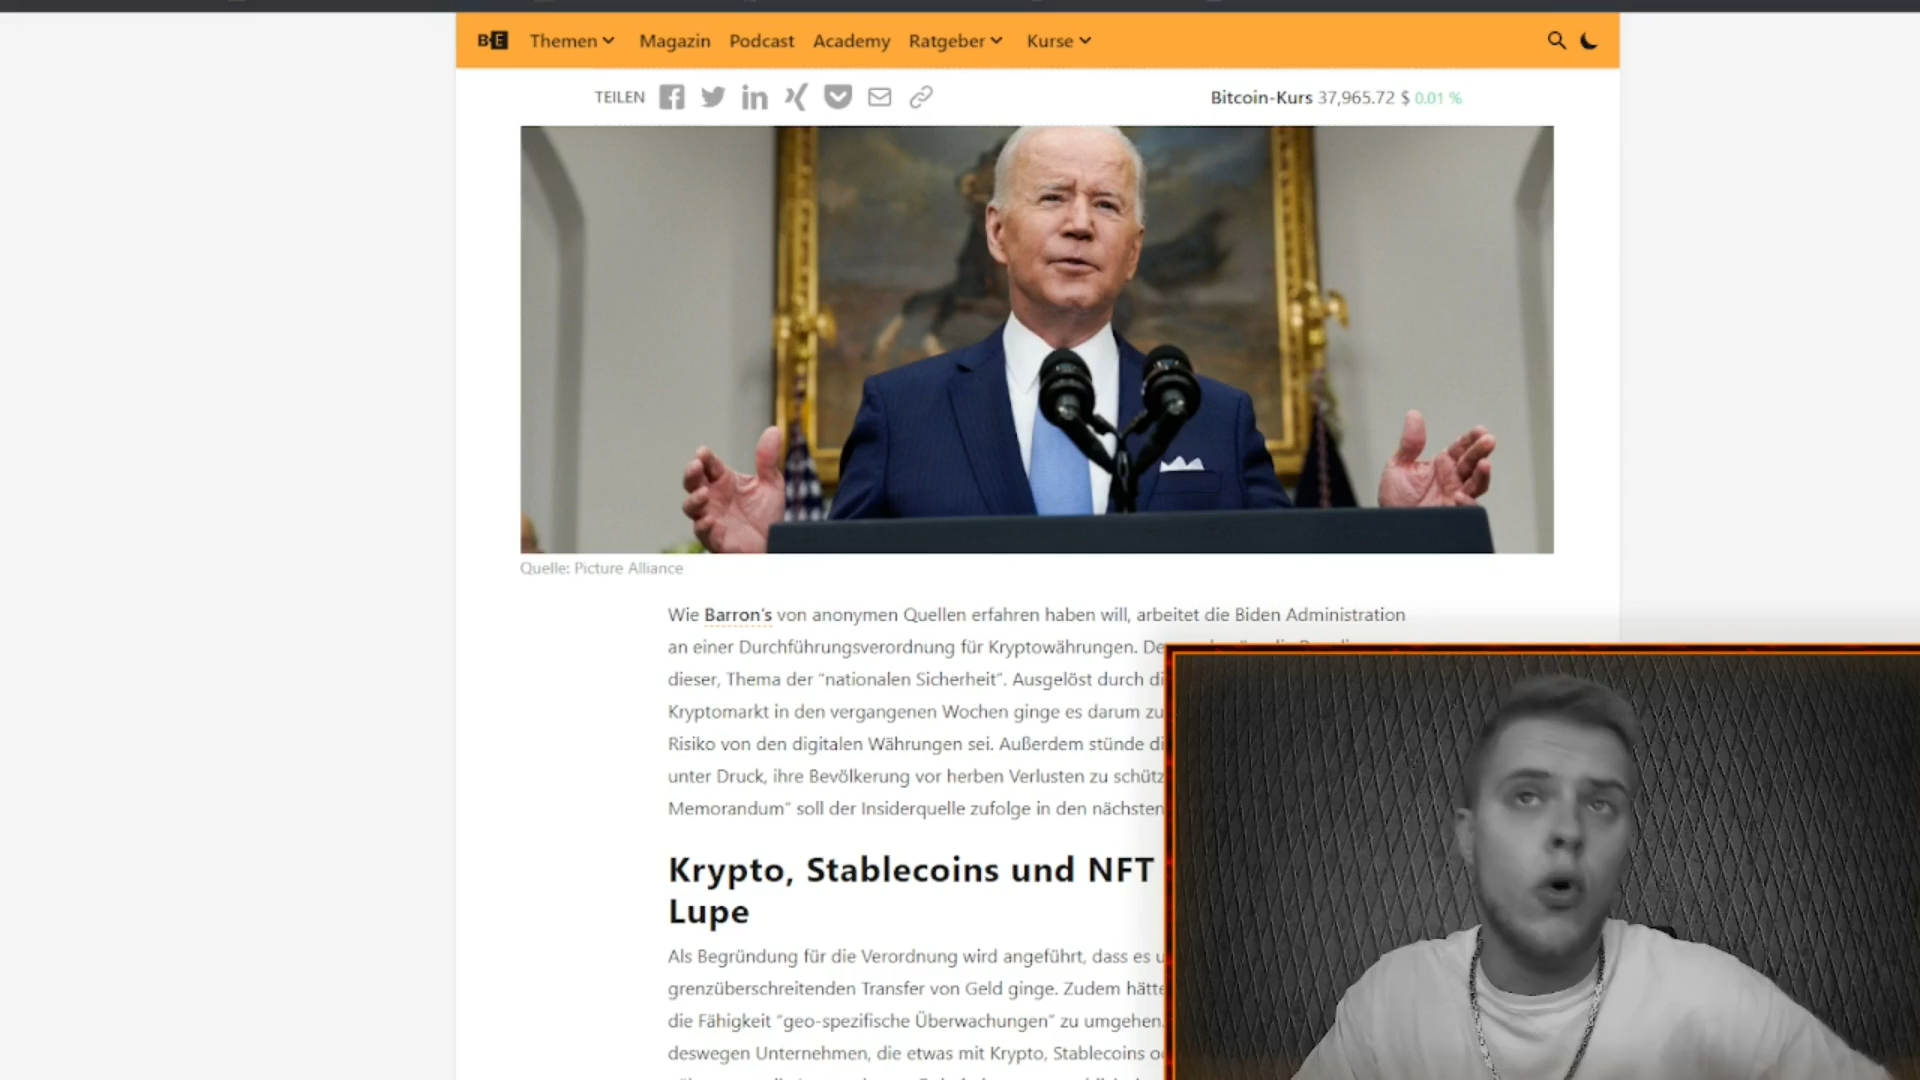 BE Themen Magazin Podcast Academy Ratgeber Kurse
TEILEN Bitcoin-Kurs 37,965.72 $ 0.01 %
Quelle: Picture Alliance
Wie Barron's von anonymen Quellen erfahren haben will, arbeitet die Biden Administration
an einer Durchführungsverordnung für Kryptowährungen.
dieser, Thema der “nationalen Sicherheit”. Ausgelöst durch
Kryptomarkt in den vergangenen Wochen ginge es darum zu
Risiko von den digitalen Währungen sei. Außerdem stünde
unter Druck, ihre Bevölkerung vor herben Verlusten zu
Memorandum” soll der Insiderquelle zufolge in den nächsten
Krypto, Stablecoins und NFT
Lupe
Als Begründung für die Verordnung wird angeführt, dass es
grenzüberschreitenden Transfer von Geld ginge. Zudem
die Fähigkeit “geo-spezifische Überwachungen” zu umgehen.
deswegen Unternehmen, die etwas mit Krypto, Stablecoins